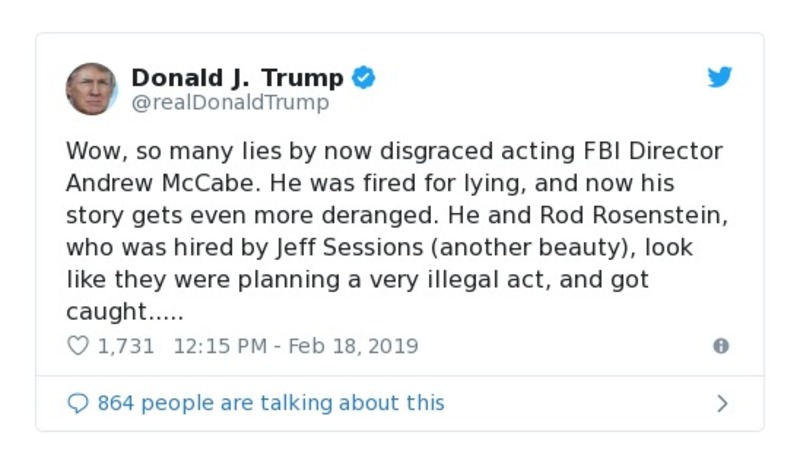 Donald J. Trump
@realDonaldTrump
Wow, so many lies by now disgraced acting FBI Director
Andrew McCabe. He was fired for lying, and now his
story gets even more deranged. He and Rod Rosenstein,
who was hired by Jeff Sessions (another beauty), look
like they were planning a very illegal act, and got
caught.....
1,731 12:15 PM - Feb 18, 2019
864 people are talking about this